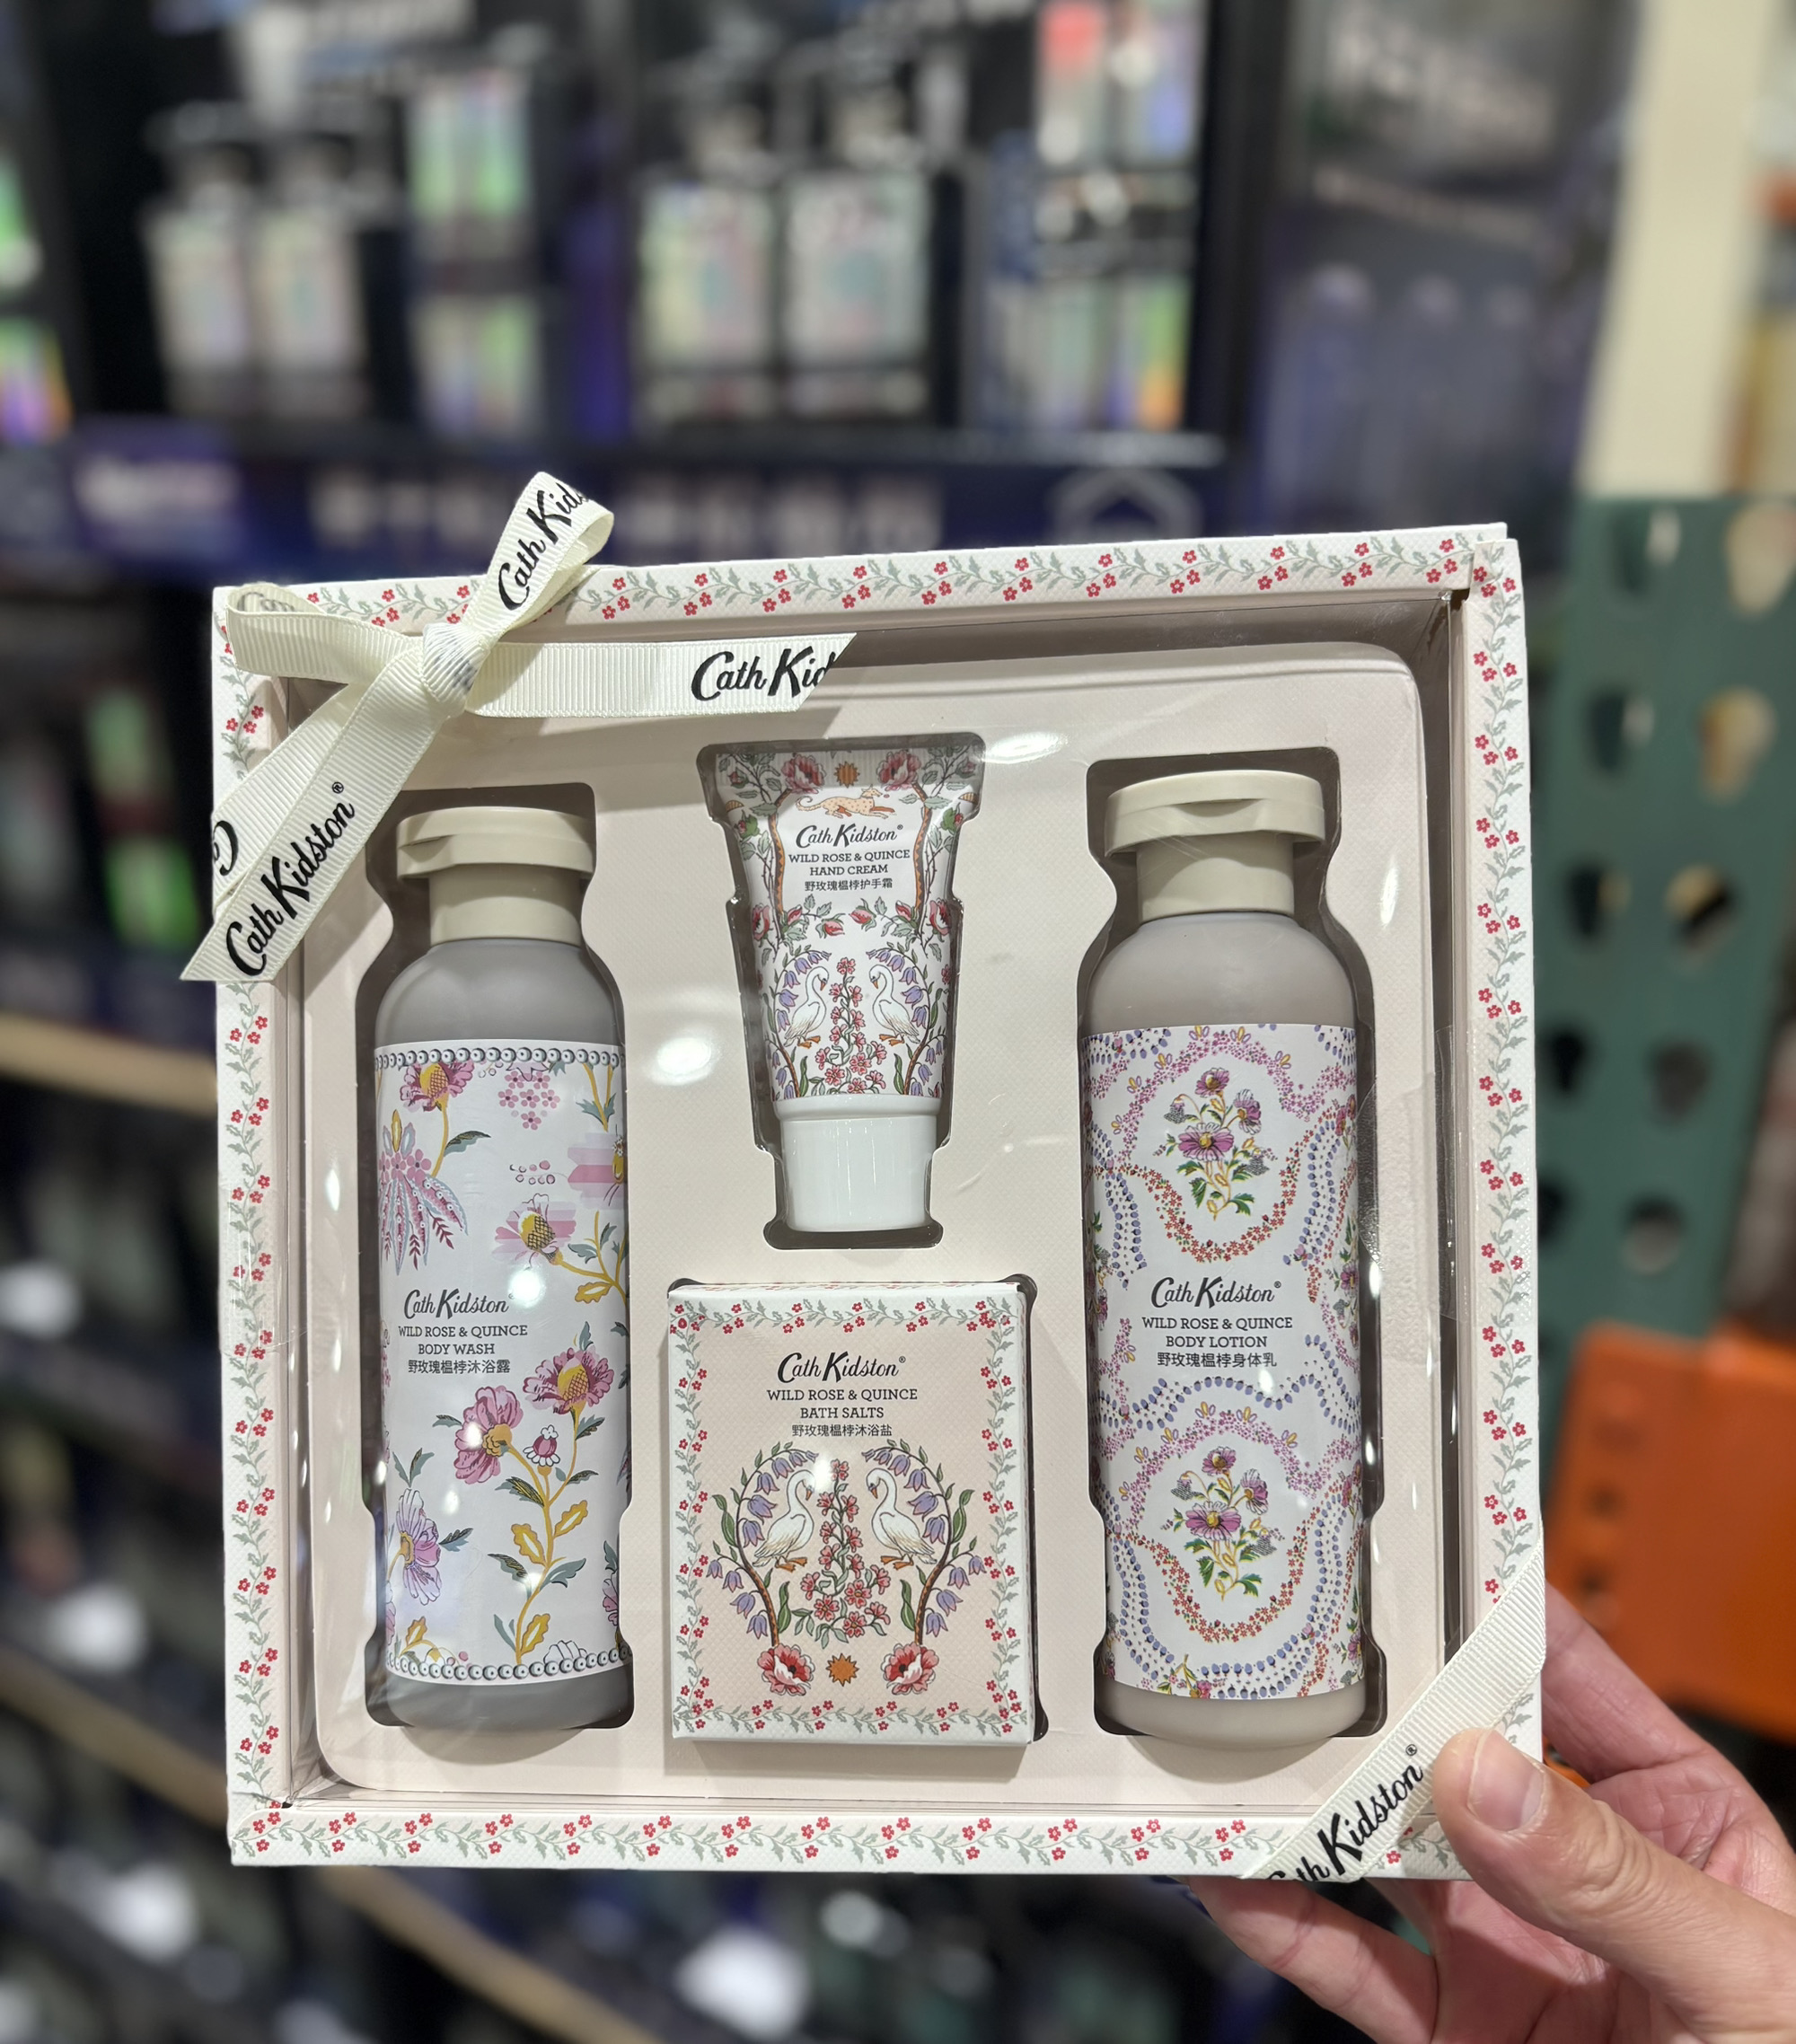 Cath Kids
Cath Kid
Cath Kidston®
Cath Kidston®
WILD ROSE & QUINCE
HAND CREAM
野玫瑰榅桲护手霜
Cath Kidston®
WILD ROSE & QUINCE
BODY WASH
野玫瑰榅桲沐浴露
Cath Kidston®
WILD ROSE & QUINCE
BATH SALTS
野玫瑰榅桲沐浴盐
Cath Kidston®
WILD ROSE & QUINCE
BODY LOTION
野玫瑰榅桲身体乳
ath Kidston®